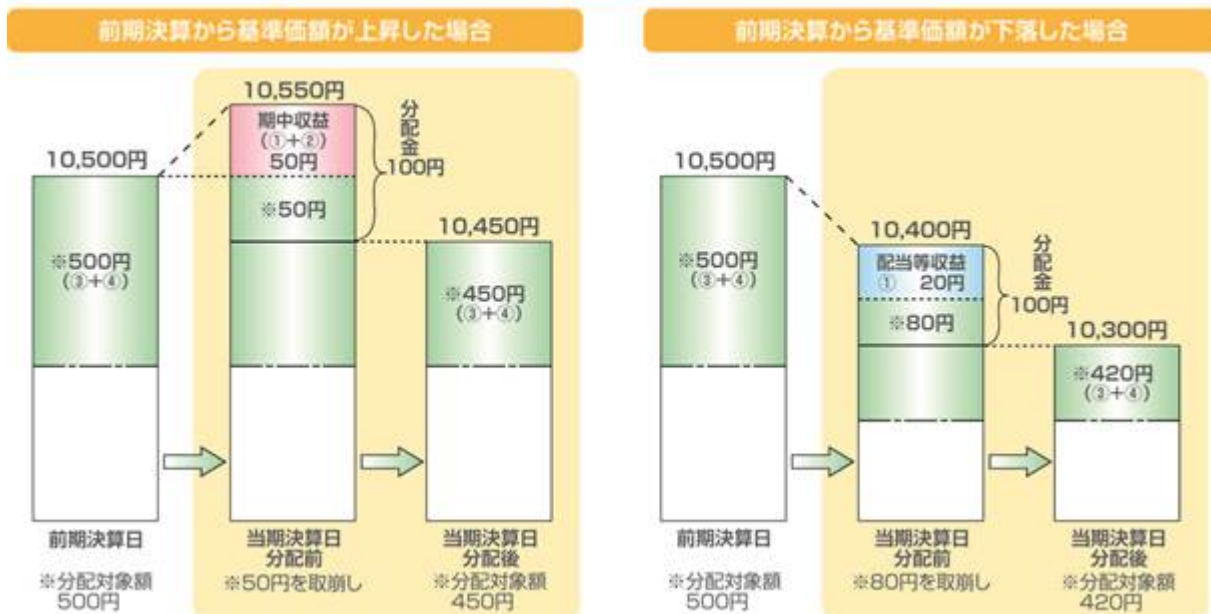 前期決算から基準価額が上昇した場合
10,550円
期中収益
(①+②)
50円
分配金
100円
10,500円
※500円
(③+④)
※50円
10,450円
※450円
(③+④)
前期決算日
当期決算日
分配前
当期決算日
分配後
※分配対象額
500円
※50円を取崩し
※分配対象額
450円
前期決算から基準価額が下落した場合
10,500円
※500円
(③+④)
10,400円
配当等収益
① 20円
※80円
分配金
100円
10,300円
※420円
(③+④)
前期決算日
当期決算日
分配前
当期決算日
分配後
※分配対象額
500円
※80円を取崩し
※分配対象額
420円